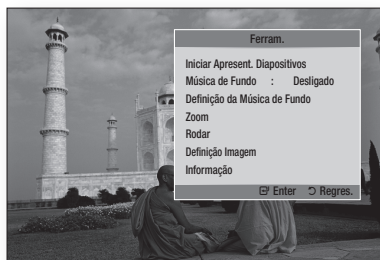 Ferram.
Iniciar Apresent. Diapositivos
Música de Fundo : Desligado
Definição da Música de Fundo
Zoom
Rodar
Definição Imagem
Informação
Enter Regres.